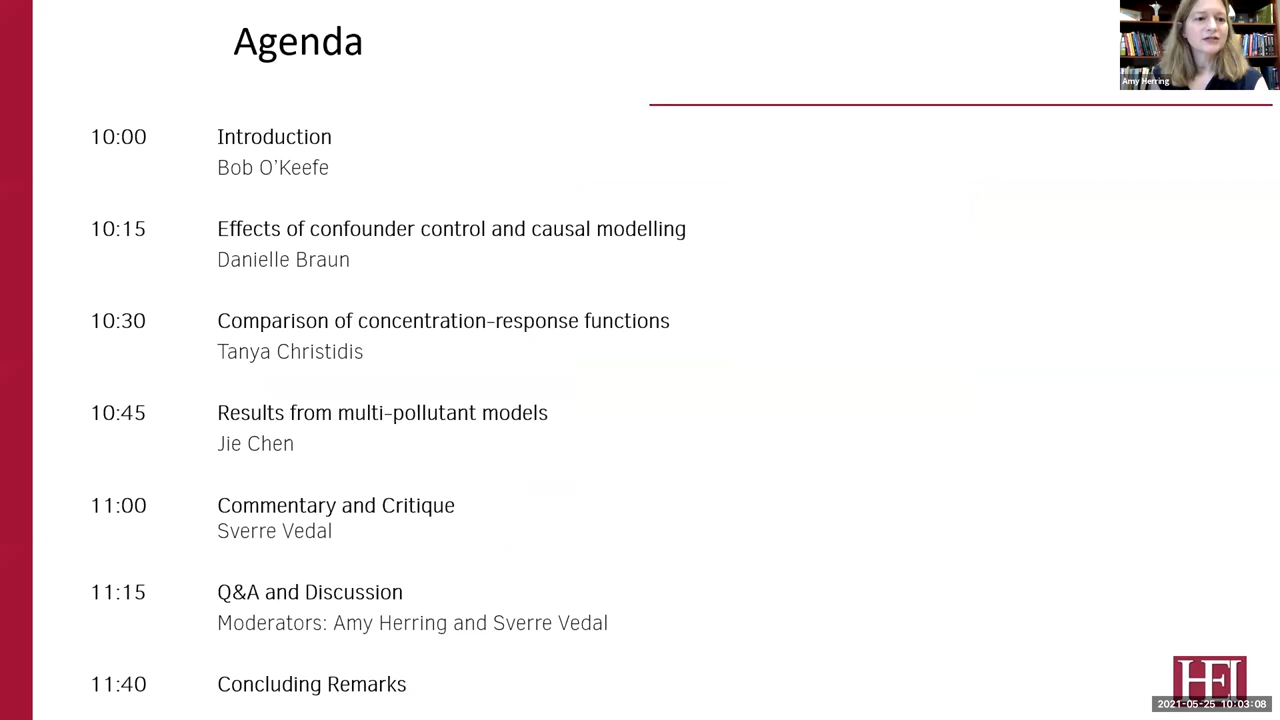 Agenda
Amy Herring
10:00 Introduction
Bob O’Keefe
10:15 Effects of confounder control and causal modelling
Danielle Braun
10:30 Comparison of concentration-response functions
Tanya Christidis
10:45 Results from multi-pollutant models
Jie Chen
11:00 Commentary and Critique
Sverre Vedal
11:15 Q&A and Discussion
Moderators: Amy Herring and Sverre Vedal
11:40 Concluding Remarks
HEI
2021-05-25 10:03:08